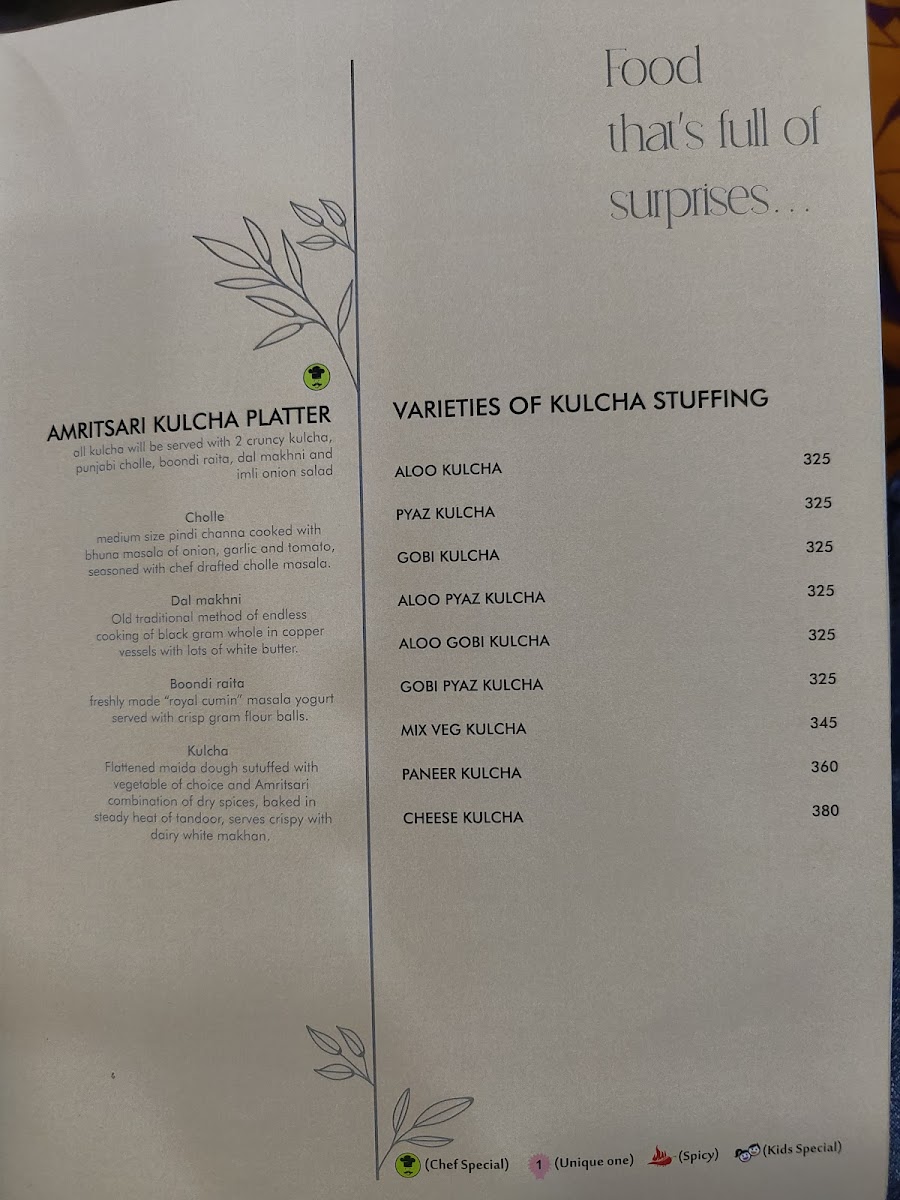 Food
that's full of
surprises...
AMRITSARI KULCHA PLATTER
all kulcha will be served with 2 cruncy kulcha,
punjabi cholle, boondi raita, dal makhni and
imli onion salad
Cholle
medium size pindi channa cooked with
bhuna masala of onion, garlic and tomato,
seasoned with chef drafted cholle masala.
Dal makhni
Old traditional method of endless
cooking of black gram whole in copper
vessels with lots of white butter.
Boondi raita
freshly made "royal cumin" masala yogurt
served with crisp gram flour balls.
Kulcha
Flattened maida dough sutuffed with
vegetable of choice and Amritsari
combination of dry spices, baked in
steady heat of tandoor, serves crispy with
dairy white makhan.
VARIETIES OF KULCHA STUFFING
ALOO KULCHA 325
PYAZ KULCHA 325
GOBI KULCHA 325
ALOO PYAZ KULCHA 325
ALOO GOBI KULCHA 325
GOBI PYAZ KULCHA 325
MIX VEG KULCHA 345
PANEER KULCHA 360
CHEESE KULCHA 380
(Chef Special) 1 (Unique one) (Spicy) (Kids Special)